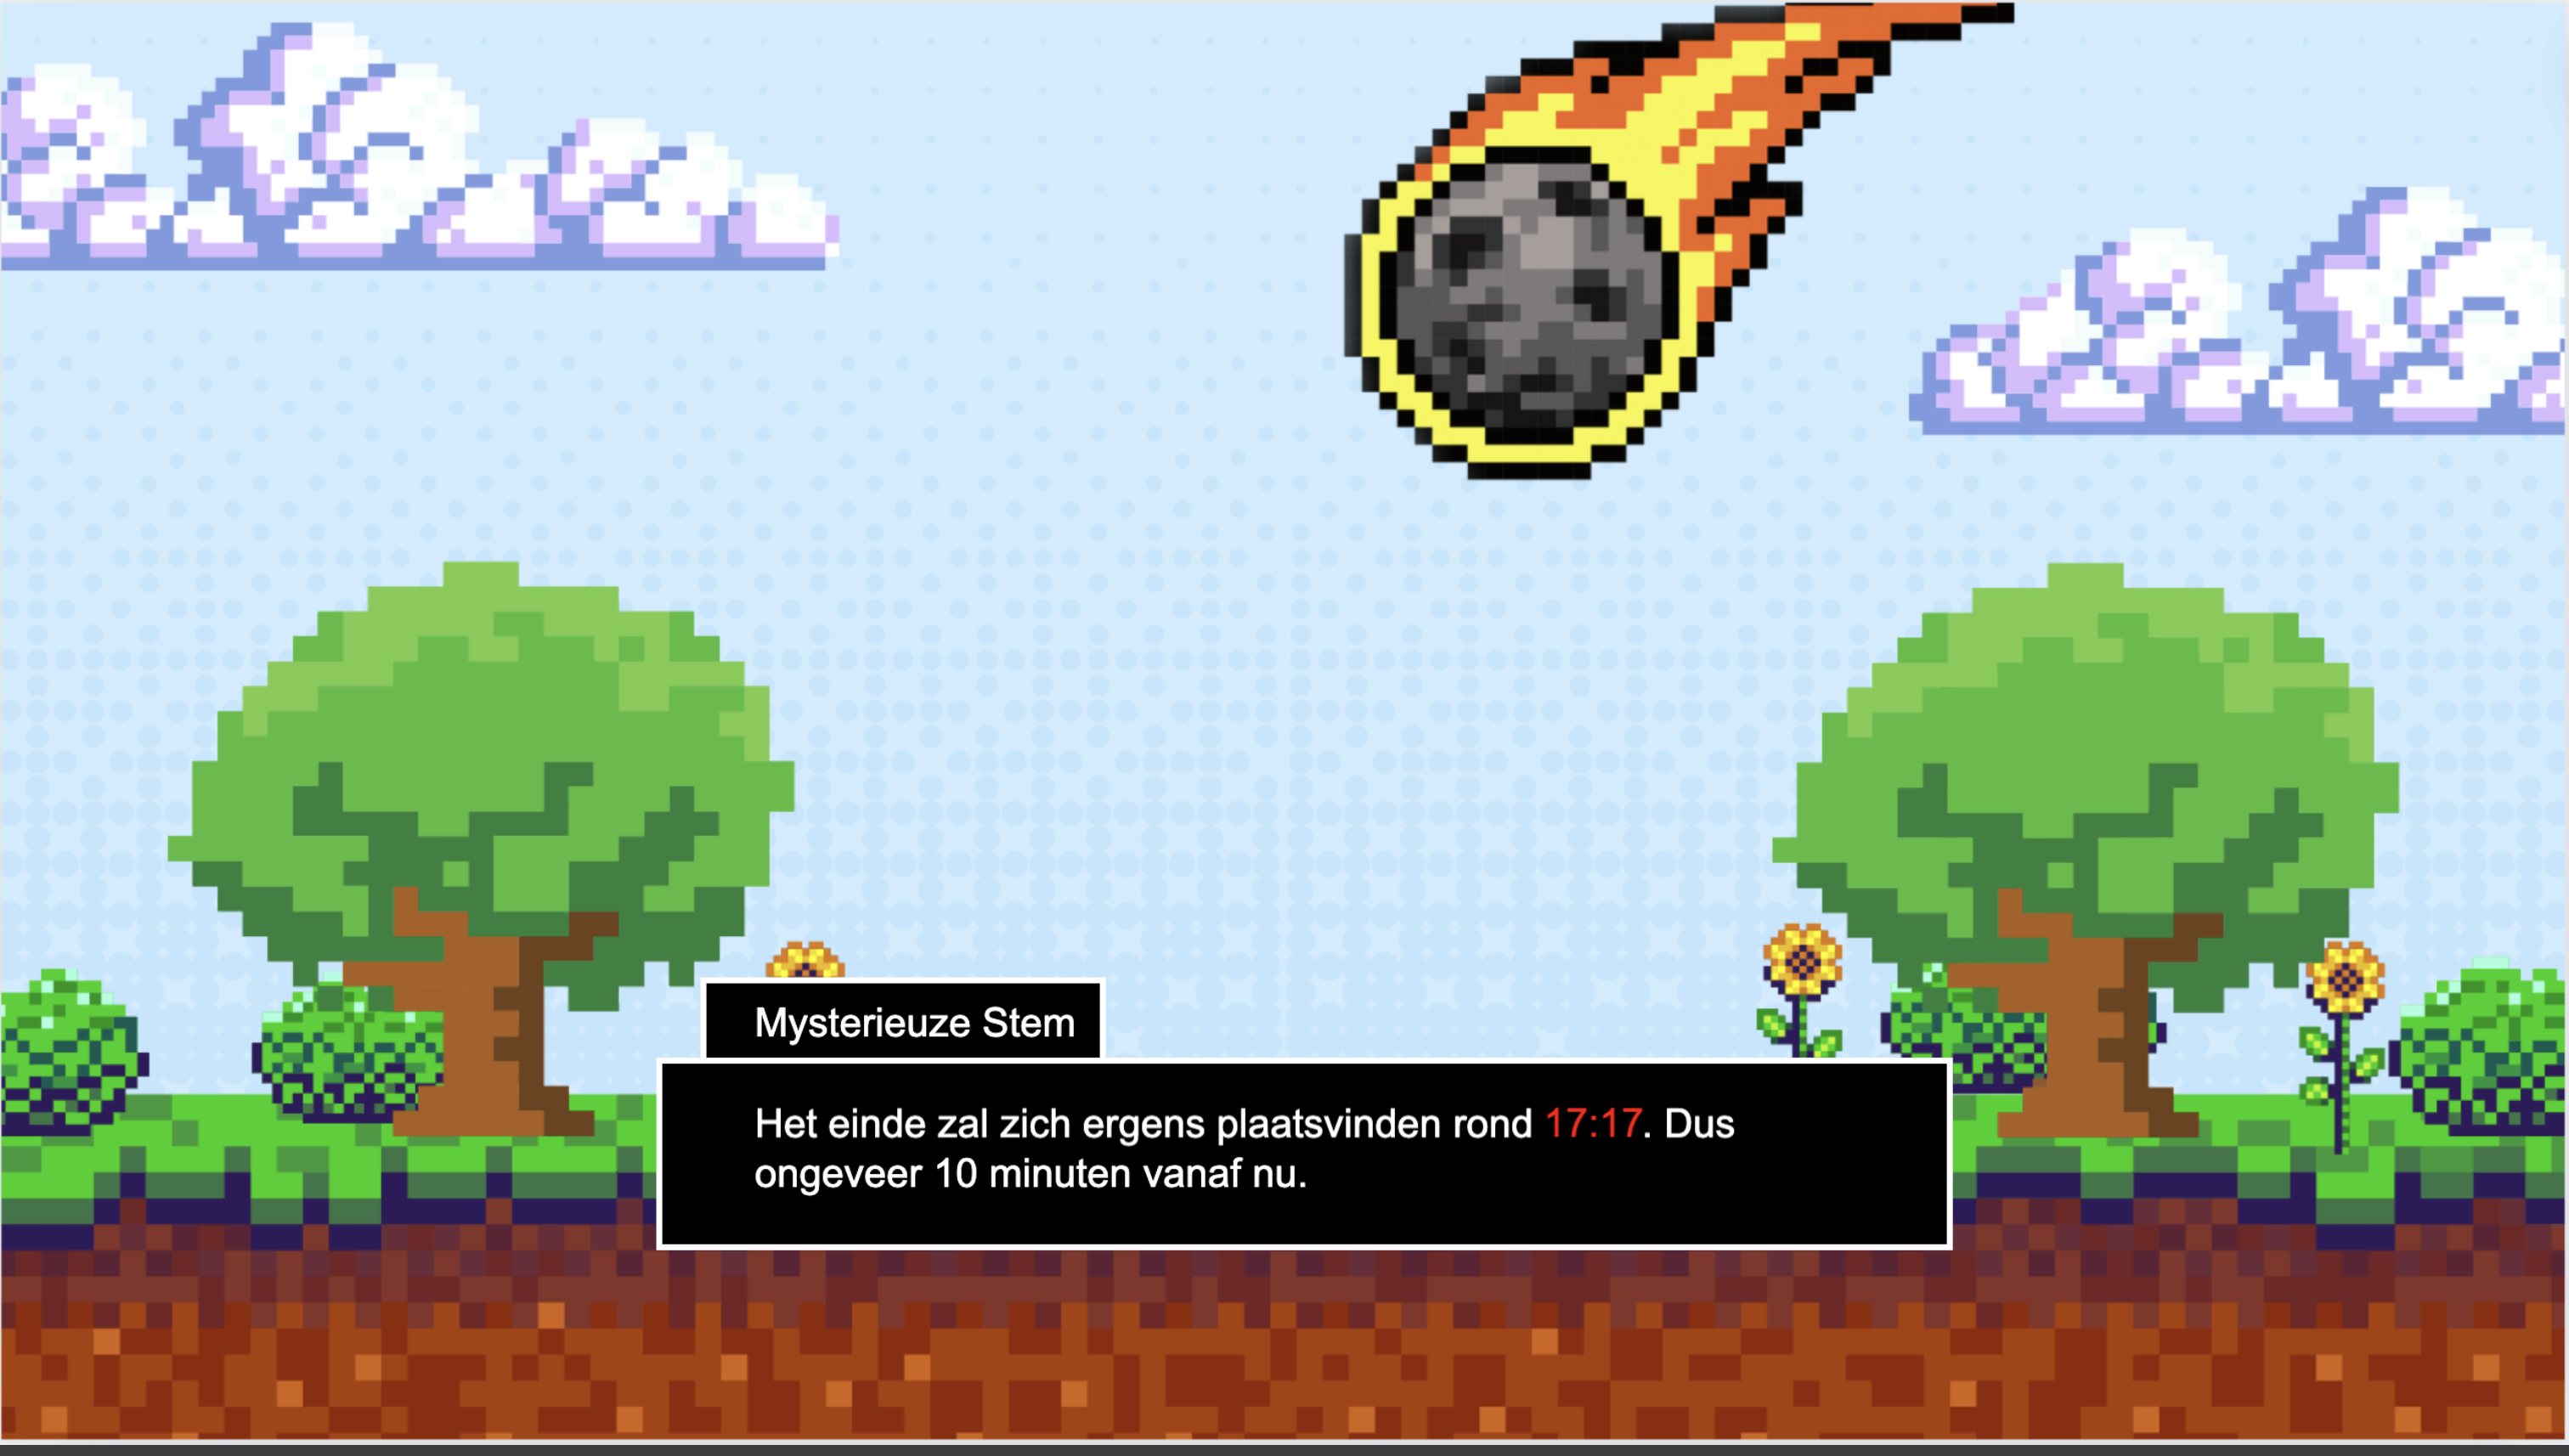 Mysterieuze Stem
Het einde zal zich ergens plaatsvinden rond 17:17. Dus
ongeveer 10 minuten vanaf nu.